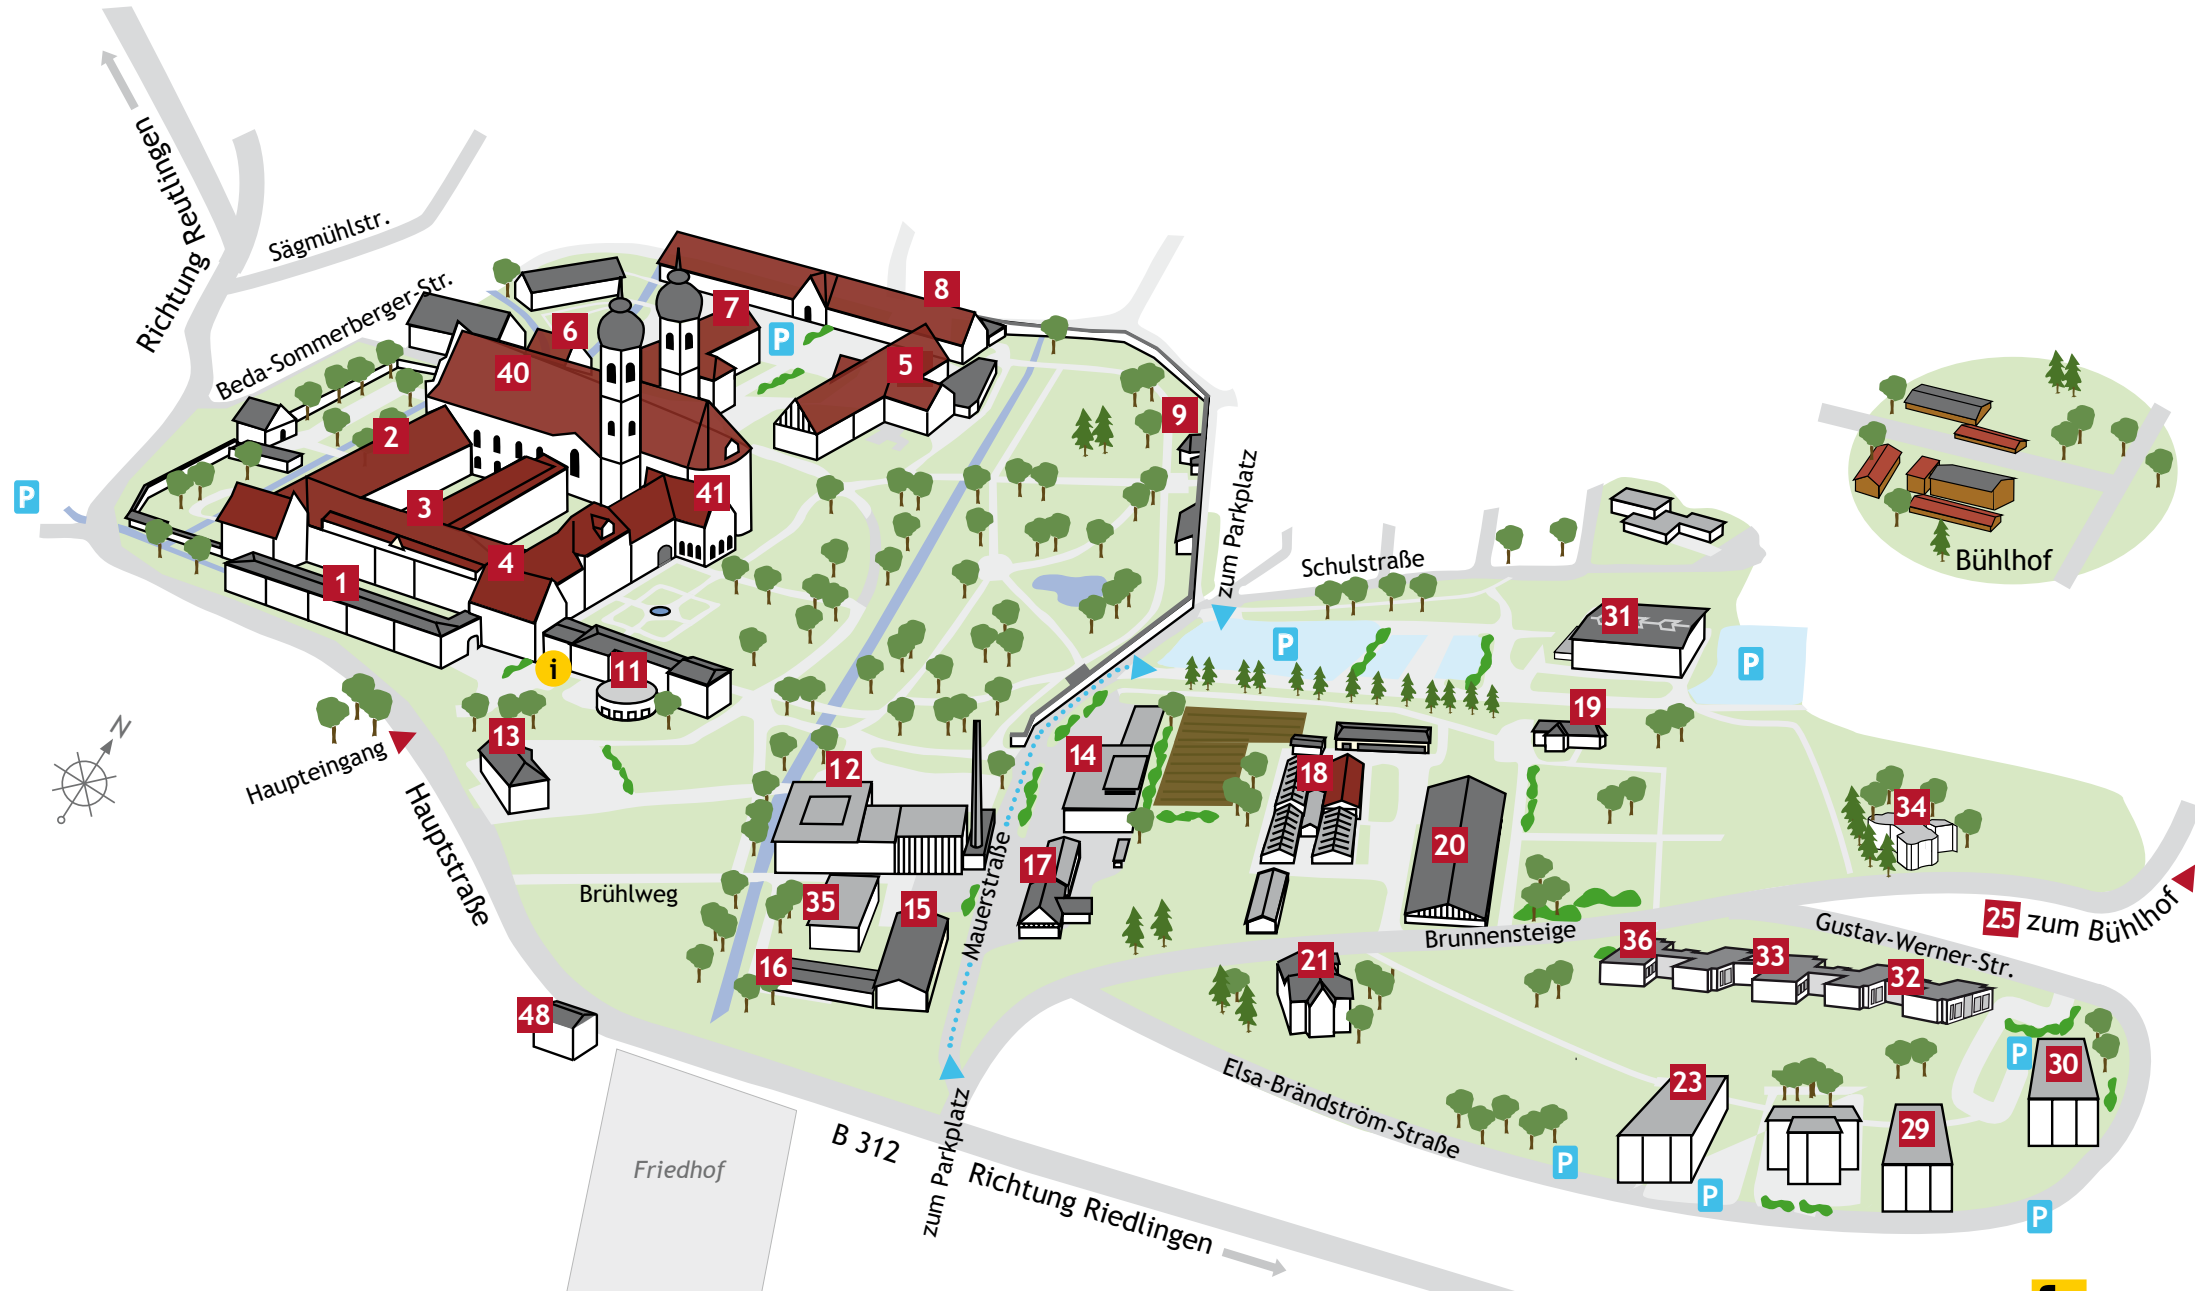 Richtung Reutlingen
Sägmühlstr.
Beda-Sommerberger-Str.
8
7
6
P
5
40
9
2
41
3
P
4
1
zum Parkplatz
Schulstraße
Bühlhof
31
P
P
i
11
19
13
Haupteingang
N
12
14
18
34
Hauptstraße
20
17
Mauerstraße
Brühlweg
35
15
25 zum Bühlhof
Brunnensteige
Gustav-Werner-Str.
36
33
32
16
21
48
P
30
Elsa-Brändström-Straße
23
29
B 312
zum Parkplatz
Friedhof
P
Richtung Riedlingen
P
P